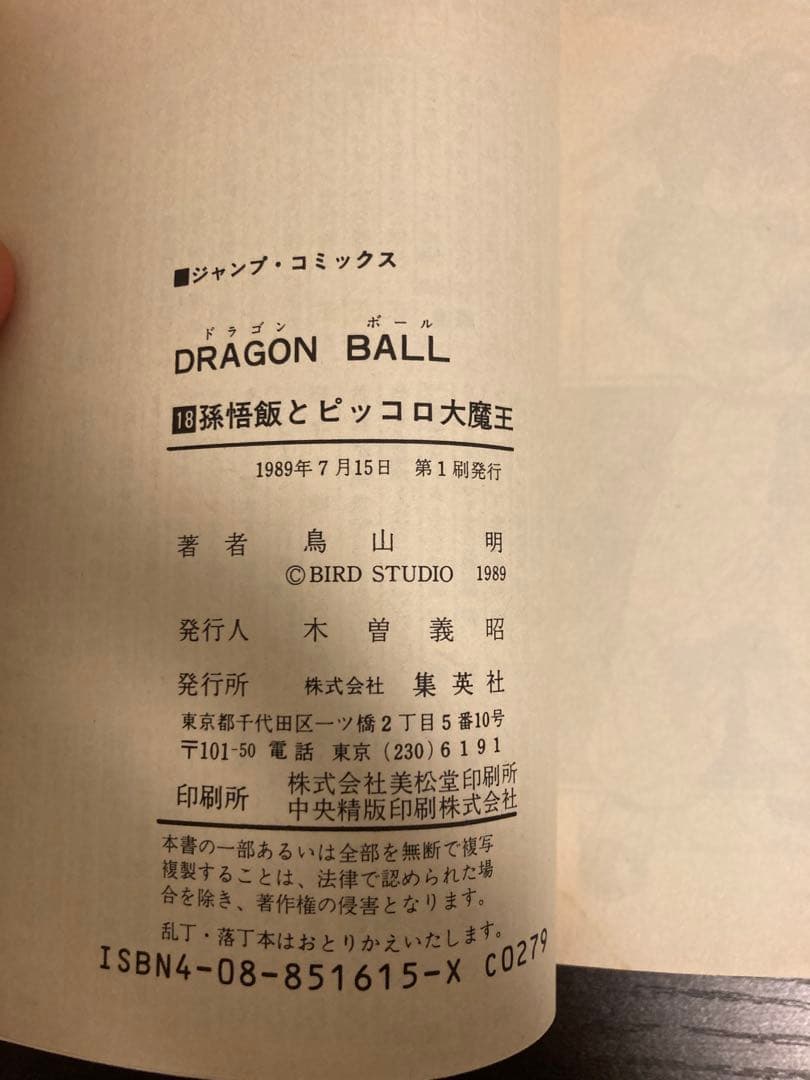 ■ジャンプ・コミックス
ドラゴン ボール
DRAGON BALL
18孫悟飯とピッコロ大魔王
1989年7月15日 第1刷発行
著者 鳥山 明
©BIRD STUDIO 1989
発行人 木曽義昭
発行所 株式会社 集英社
東京都千代田区一ツ橋2丁目5番10号
〒101-50 電話 東京(230)6191
印刷所 株式会社美松堂印刷所
中央精版印刷株式会社
本書の一部あるいは全部を無断で複写
複製することは、法律で認められた場
合を除き、著作権の侵害となります。
乱丁・落丁本はおとりかえいたします。
ISBN4-08-851615-X C0279